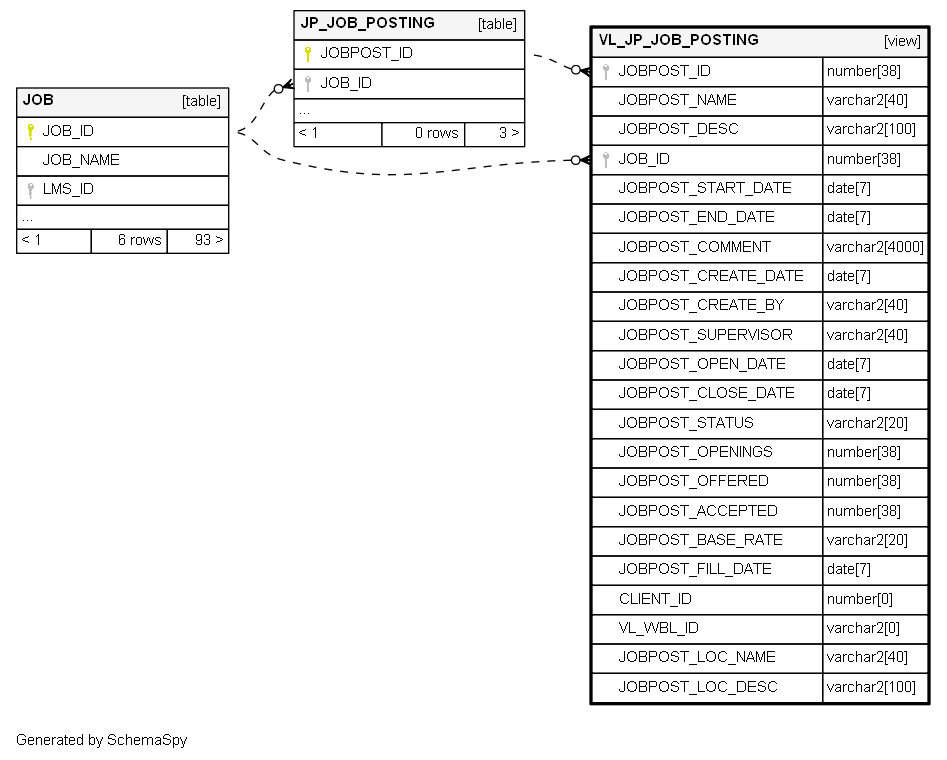 JOB [table]
JOB_ID
JOB_NAME
LMS_ID
...
< 1 6 rows 93 >
JP_JOB_POSTING [table]
JOBPOST_ID
JOB_ID
...
< 1 0 rows 3 >
VL_JP_JOB_POSTING [view]
JOBPOST_ID number[38]
JOBPOST_NAME varchar2[40]
JOBPOST_DESC varchar2[100]
JOB_ID number[38]
JOBPOST_START_DATE date[7]
JOBPOST_END_DATE date[7]
JOBPOST_COMMENT varchar2[4000]
JOBPOST_CREATE_DATE date[7]
JOBPOST_CREATE_BY varchar2[40]
JOBPOST_SUPERVISOR varchar2[40]
JOBPOST_OPEN_DATE date[7]
JOBPOST_CLOSE_DATE date[7]
JOBPOST_STATUS varchar2[20]
JOBPOST_OPENINGS number[38]
JOBPOST_OFFERED number[38]
JOBPOST_ACCEPTED number[38]
JOBPOST_BASE_RATE varchar2[20]
JOBPOST_FILL_DATE date[7]
CLIENT_ID number[0]
VL_WBL_ID varchar2[0]
JOBPOST_LOC_NAME varchar2[40]
JOBPOST_LOC_DESC varchar2[100]
Generated by SchemaSpy